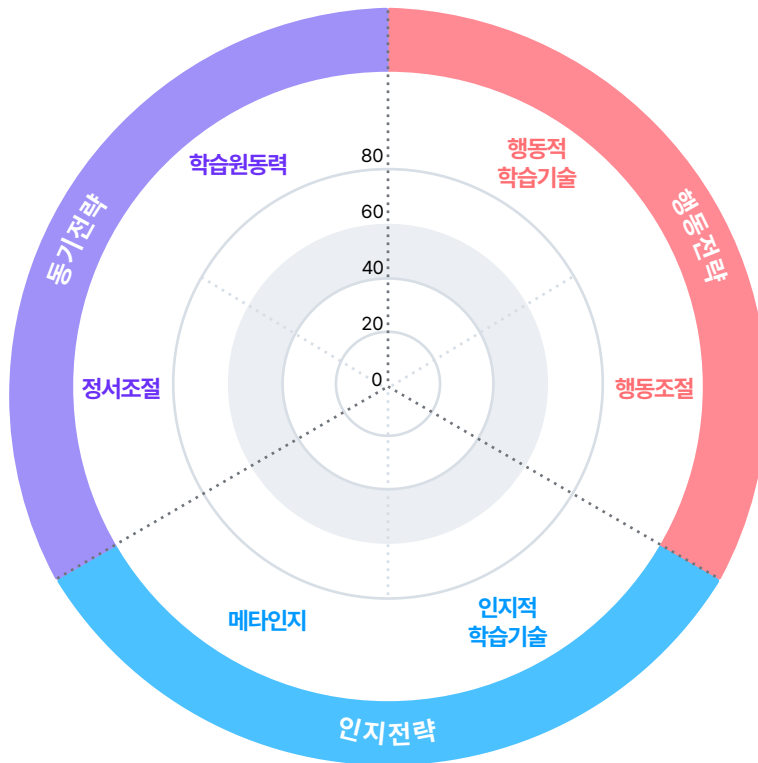 80
60
40
20
0
행동적
학습기술
행동전략
행동조절
인지적
학습기술
인지전략
메타인지
정서조절
동기전략
학습원동력